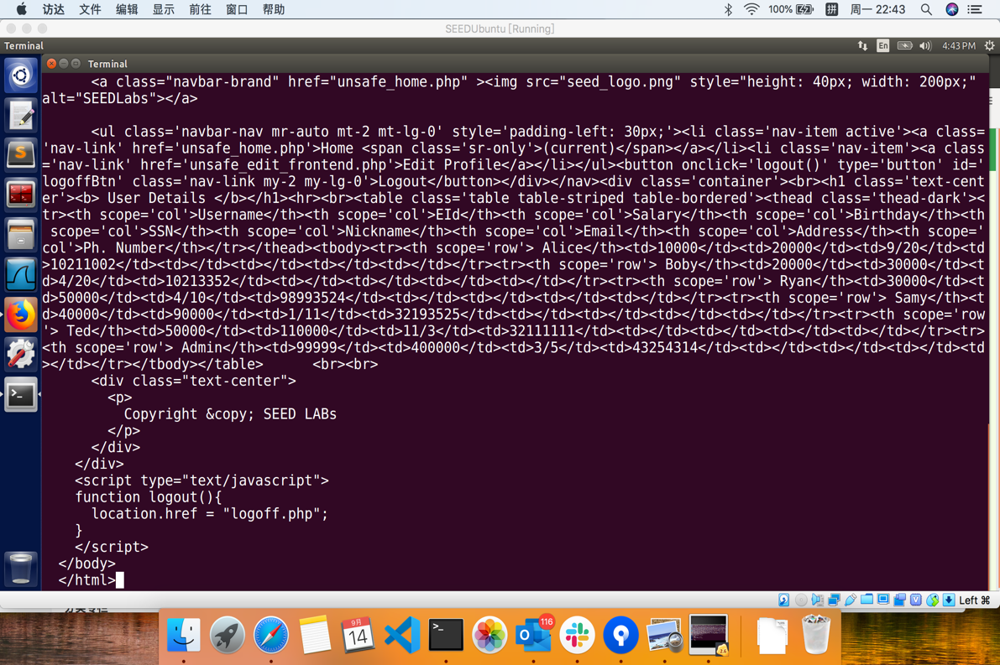 访达 文件 编辑 显示 前往 窗口 帮助 100% 拼 周一 22:43
SEEDUbuntu [Running]
Terminal En 4:43 PM
Terminal
<a class="navbar-brand" href="unsafe_home.php" ><img src="seed_logo.png" style="height: 40px; width: 200px;"
alt="SEEDLabs"></a>
<ul class='navbar-nav mr-auto mt-2 mt-lg-0' style='padding-left: 30px;'><li class='nav-item active'><a class=
'nav-link' href='unsafe_home.php'>Home <span class='sr-only'>(current)</span></a></li><li class='nav-item'><a class
='nav-link' href='unsafe_edit_frontend.php'>Edit Profile</a></li></ul><button onclick='logout()' type='button' id='
logoffBtn' class='nav-link my-2 my-lg-0'>Logout</button></div></nav><div class='container'><br><h1 class='text-cent
er'><b> User Details </b></h1><hr><br><table class='table table-striped table-bordered'><thead class='thead-dark'><
tr><th scope='col'>Username</th><th scope='col'>EId</th><th scope='col'>Salary</th><th scope='col'>Birthday</th><th
scope='col'>SSN</th><th scope='col'>Nickname</th><th scope='col'>Email</th><th scope='col'>Address</th><th scope='
col'>Ph. Number</th></tr></thead><tbody><tr><th scope='row'> Alice</th><td>10000</td><td>20000</td><td>9/20</td><td
>10211002</td><td></td><td></td><td></td><td></td></tr><tr><th scope='row'> Boby</th><td>20000</td><td>30000</td><t
d>4/20</td><td>10213352</td><td></td><td></td><td></td><td></td></tr><tr><th scope='row'> Ryan</th><td>30000</td><t
d>50000</td><td>4/10</td><td>98993524</td><td></td><td></td><td></td><td></td></tr><tr><th scope='row'> Samy</th><t
d>40000</td><td>90000</td><td>1/11</td><td>32193525</td><td></td><td></td><td></td><td></td></tr><tr><th scope='row
'> Ted</th><td>50000</td><td>110000</td><td>11/3</td><td>32111111</td><td></td><td></td><td></td><td></td></tr><tr>
<th scope='row'> Admin</th><td>99999</td><td>400000</td><td>3/5</td><td>43254314</td><td></td><td></td><td></td><td
></td></tr></tbody></table>      <br><br>
<div class="text-center">
<p>
Copyright &copy; SEED LABs
</p>
</div>
</div>
<script type="text/javascript">
function logout(){
location.href = "logoff.php";
}
</script>
</body>
</html>
Left ⌘
9月
14
116